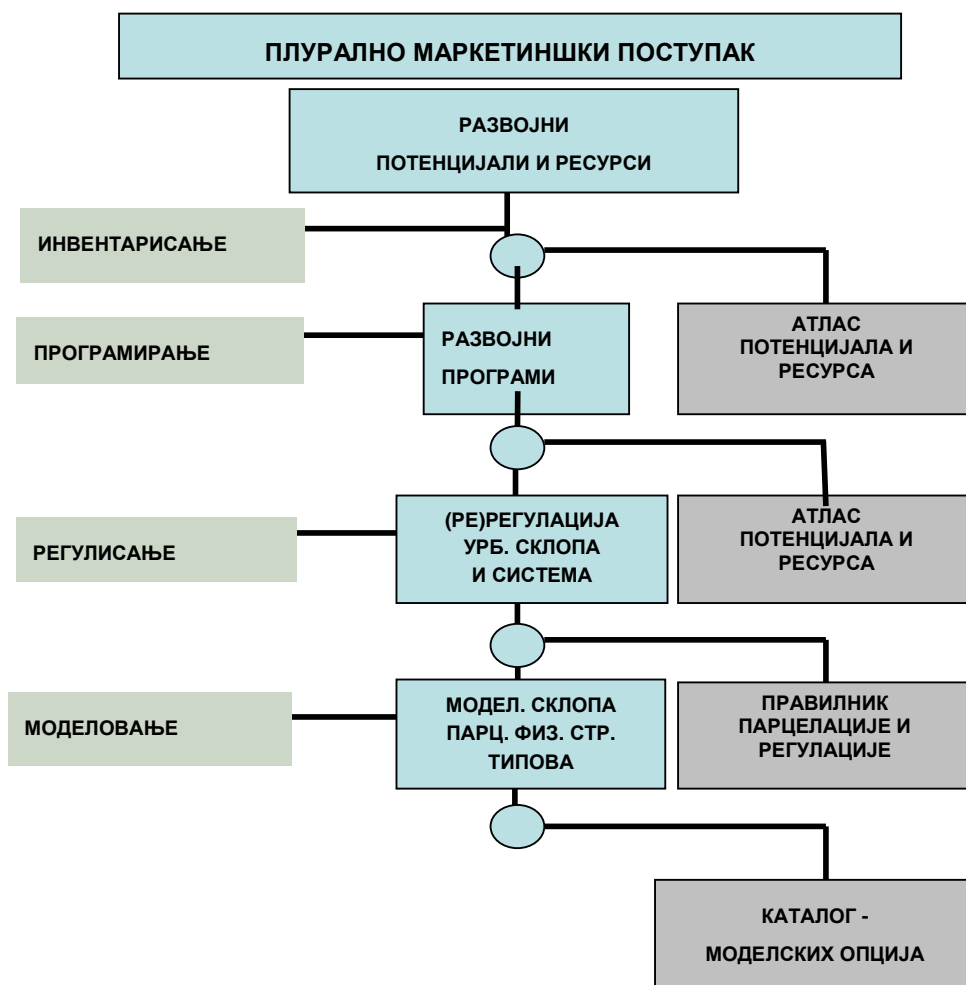 ПЛУРАЛНО МАРКЕТИНШКИ ПОСТУПАК
РАЗВОЈНИ
ПОТЕНЦИЈАЛИ И РЕСУРСИ
ИНВЕНТАРИСАЊЕ
ПРОГРАМИРАЊЕ
РАЗВОЈНИ
ПРОГРАМИ
АТЛАС
ПОТЕНЦИЈАЛА И
РЕСУРСА
РЕГУЛИСАЊЕ
(РЕ)РЕГУЛАЦИЈА
УРБ. СКЛОПА
И СИСТЕМА
АТЛАС
ПОТЕНЦИЈАЛА И
РЕСУРСА
МОДЕЛОВАЊЕ
МОДЕЛ. СКЛОПА
ПАРЦ. ФИЗ. СТР.
ТИПОВА
ПРАВИЛНИК
ПАРЦЕЛАЦИЈЕ И
РЕГУЛАЦИЈЕ
КАТАЛОГ -
МОДЕЛСКИХ ОПЦИЈА